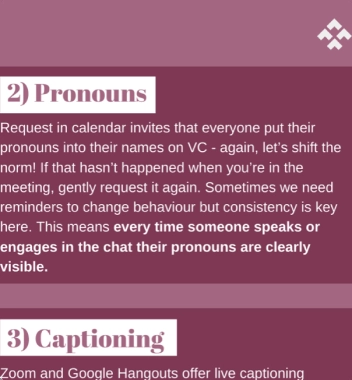 2) Pronouns
Request in calendar invites that everyone put their
pronouns into their names on VC - again, let's shift the
norm! If that hasn't happened when you're in the
meeting, gently request it again. Sometimes we need
reminders to change behaviour but consistency is key
here. This means every time someone speaks or
engages in the chat their pronouns are clearly
visible.
3) Captioning
Zoom and Google Hangouts offer live captioning